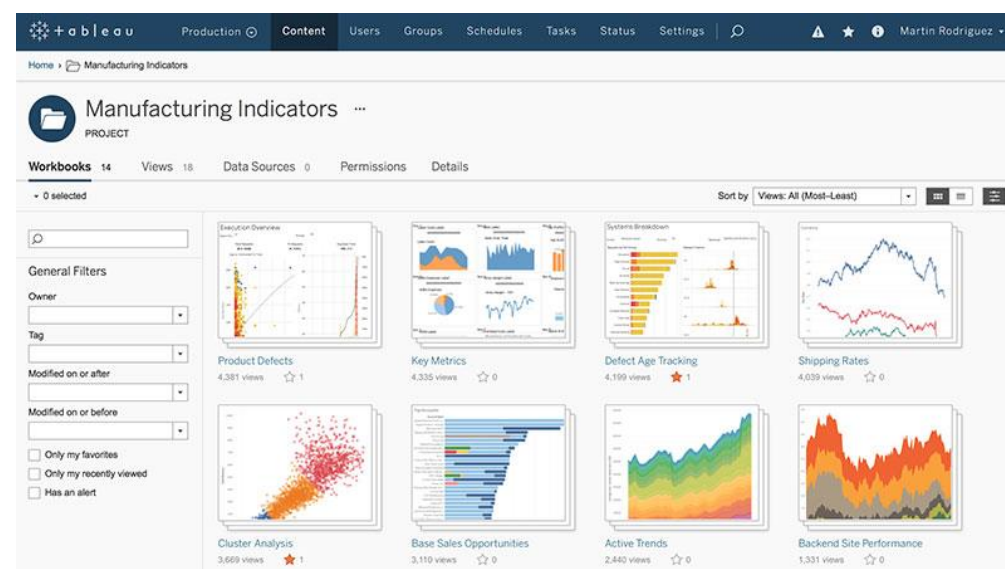 + a b l e a u
Production
Content
Users
Groups
Schedules
Tasks
Status
Settings
Martin Rodriguez
Home › Manufacturing Indicators
Manufacturing Indicators ...
PROJECT
Workbooks 14
Views 18
Data Sources 0
Permissions
Details
0 selected
Sort by Views: All (Most–Least)
General Filters
Owner
Tag
Modified on or after
Modified on or before
Only my favorites
Only my recently viewed
Has an alert
Execution Overview
Product Defects
4,381 views 1
Key Metrics
4,335 views 0
Systems Breakdown
Defect Age Tracking
4,199 views 1
Shipping Rates
4,039 views 0
Cluster Analysis
3,669 views 1
Base Sales Opportunities
3,110 views 0
Active Trends
2,440 views 0
Backend Site Performance
1,331 views 0